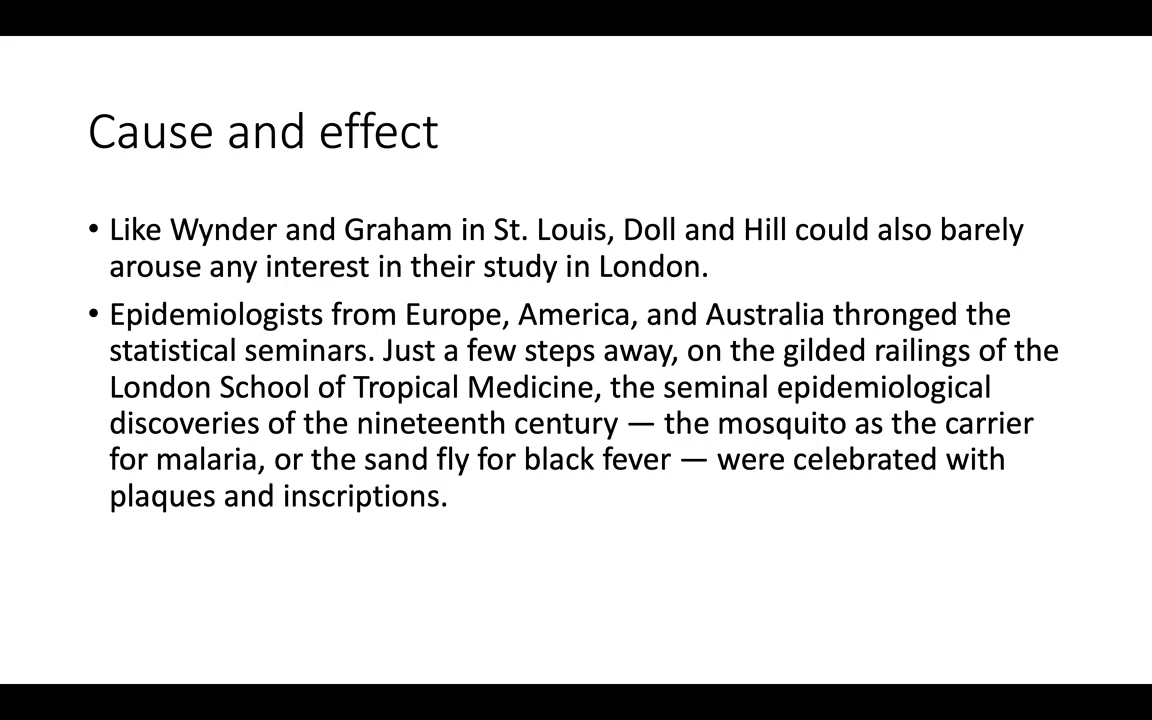 Cause and effect
• Like Wynder and Graham in St. Louis, Doll and Hill could also barely
arouse any interest in their study in London.
• Epidemiologists from Europe, America, and Australia thronged the
statistical seminars. Just a few steps away, on the gilded railings of the
London School of Tropical Medicine, the seminal epidemiological
discoveries of the nineteenth century — the mosquito as the carrier
for malaria, or the sand fly for black fever — were celebrated with
plaques and inscriptions.